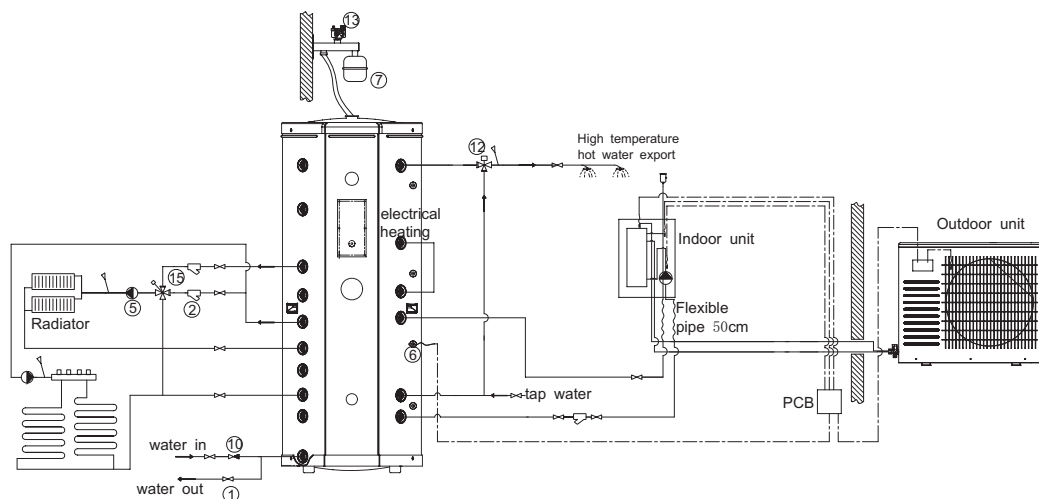 ⑬
⑦
⑫
High temperature
hot water export
electrical
heating
Indoor unit
Outdoor unit
⑮
⑤
②
Radiator
Flexible
pipe 50cm
⑥
tap water
PCB
water in
⑩
water out
①